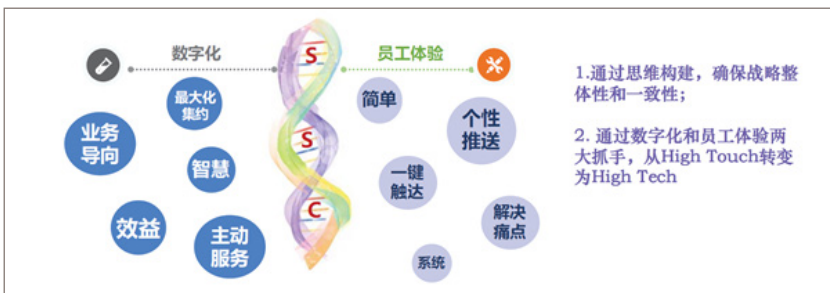 数字化
员工体验
S
S
C
最大化
集约
业务
导向
智慧
效益
主动
服务
简单
个性
推送
一键
触达
解决
痛点
系统
1.通过思维构建，确保战略整
体性和一致性；
2. 通过数字化和员工体验两
大抓手，从High Touch转变
为High Tech